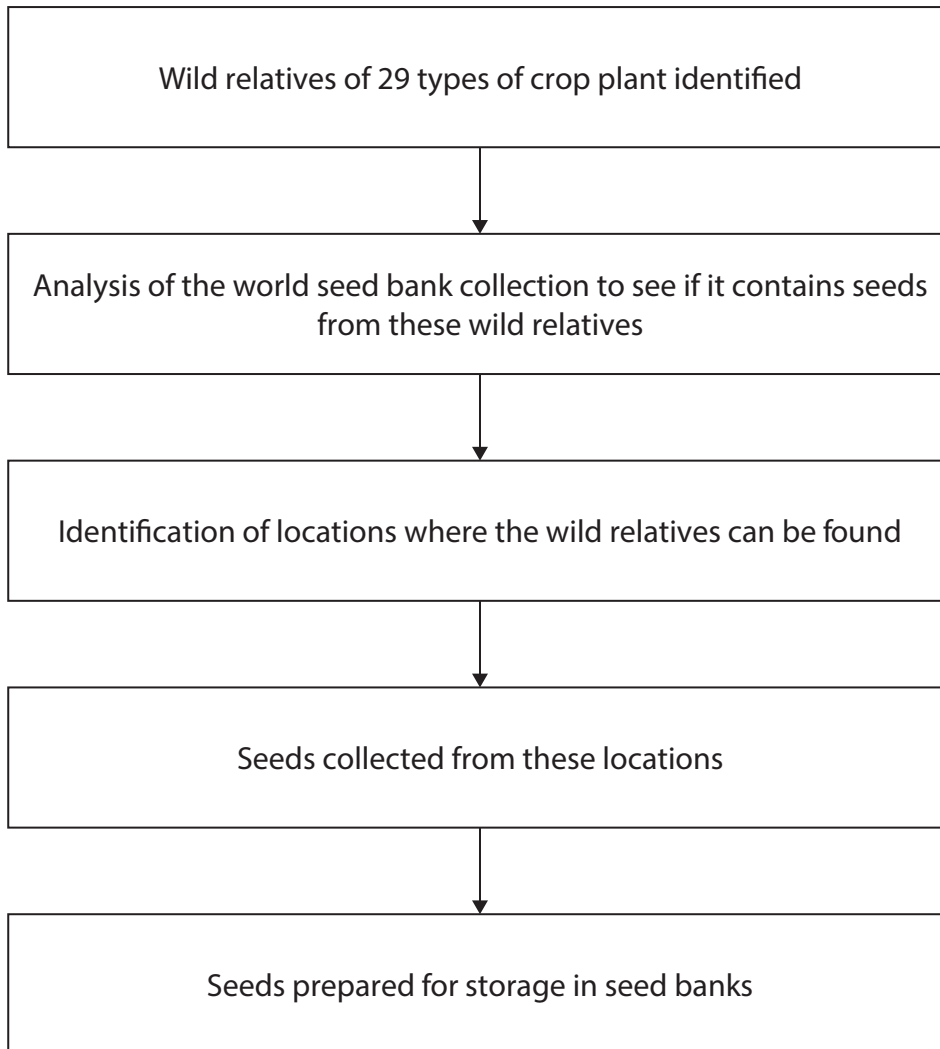 Wild relatives of 29 types of crop plant identified
Analysis of the world seed bank collection to see if it contains seeds
from these wild relatives
Identification of locations where the wild relatives can be found
Seeds collected from these locations
Seeds prepared for storage in seed banks